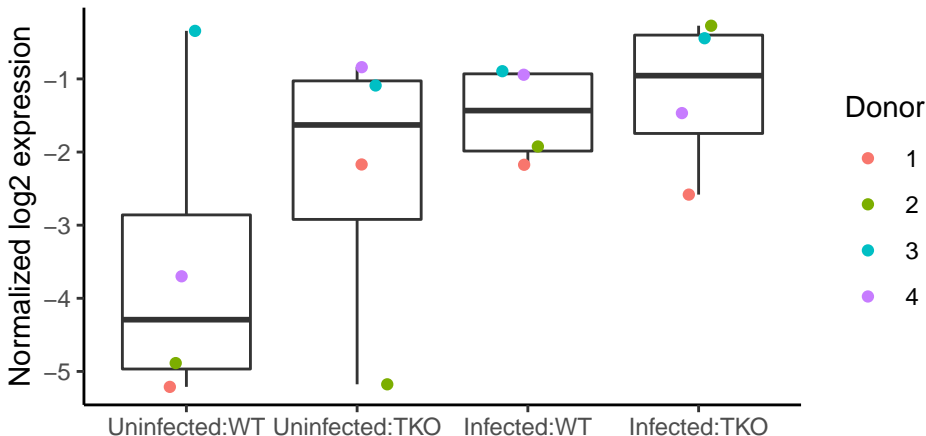 Normalized log2 expression
−1
−2
−3
−4
−5
Uninfected:WT
Uninfected:TKO
Infected:WT
Infected:TKO
Donor
1
2
3
4